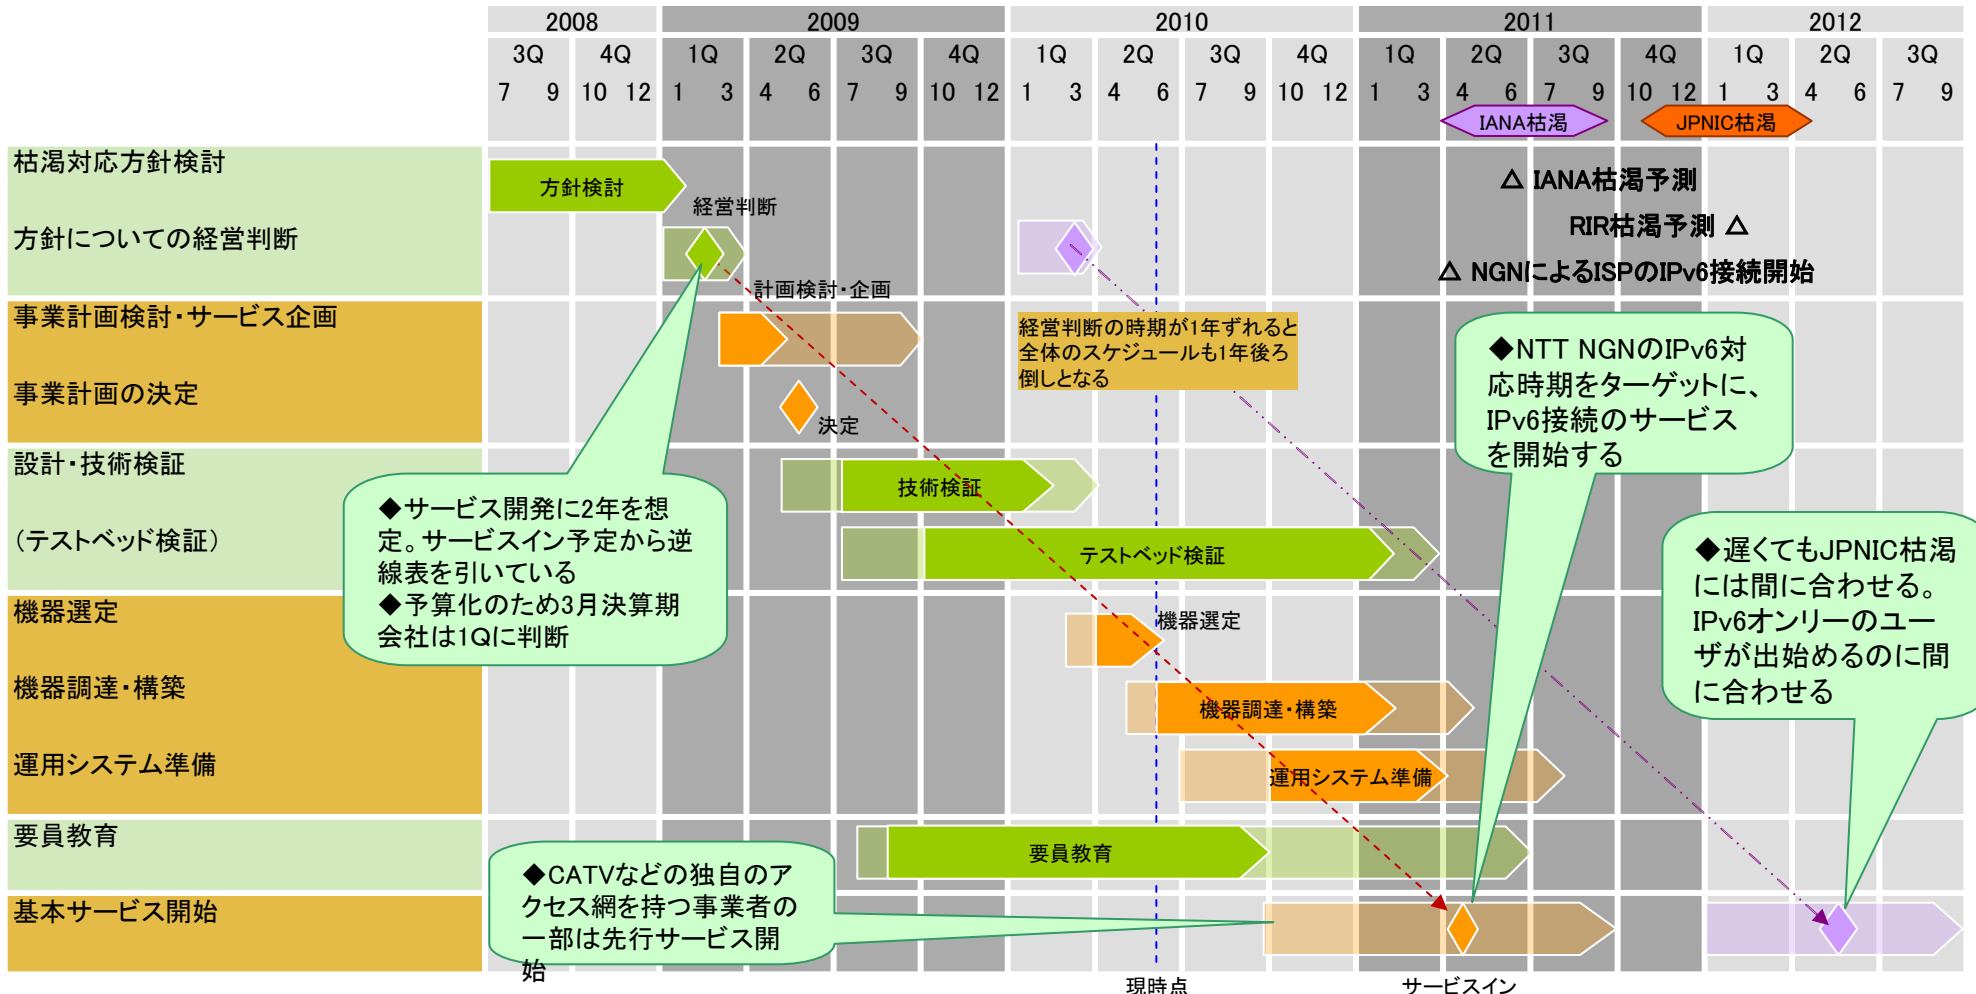 2008 2009 2010 2011 2012
3Q 4Q 1Q 2Q 3Q 4Q 1Q 2Q 3Q 4Q 1Q 2Q 3Q 4Q 1Q 2Q 3Q
7 9 10 12 1 3 4 6 7 9 10 12 1 3 4 6 7 9 10 12 1 3 4 6 7 9 10 12 1 3 4 6 7 9
IANA枯渇
JPNIC枯渇
枯渇対応方針検討
方針検討
△ IANA枯渇予測
経営判断
RIR枯渇予測 △
方針についての経営判断
△ NGNによるISPのIPv6接続開始
計画検討・企画
事業計画検討・サービス企画
経営判断の時期が1年ずれると
全体のスケジュールも1年後ろ
倒しとなる
◆NTT NGNのIPv6対
応時期をターゲットに、
IPv6接続のサービス
を開始する
事業計画の決定
決定
設計・技術検証
技術検証
◆サービス開発に2年を想
定。サービスイン予定から逆
線表を引いている
◆予算化のため3月決算期
会社は1Qに判断
（テストベッド検証）
テストベッド検証
◆遅くてもJPNIC枯渇
には間に合わせる。
IPv6オンリーのユー
ザが出始めるのに間
に合わせる
機器選定
機器選定
機器調達・構築
機器調達・構築
運用システム準備
運用システム準備
要員教育
要員教育
◆CATVなどの独自のア
クセス網を持つ事業者の
一部は先行サービス開
始
基本サービス開始
現時点
サービスイン